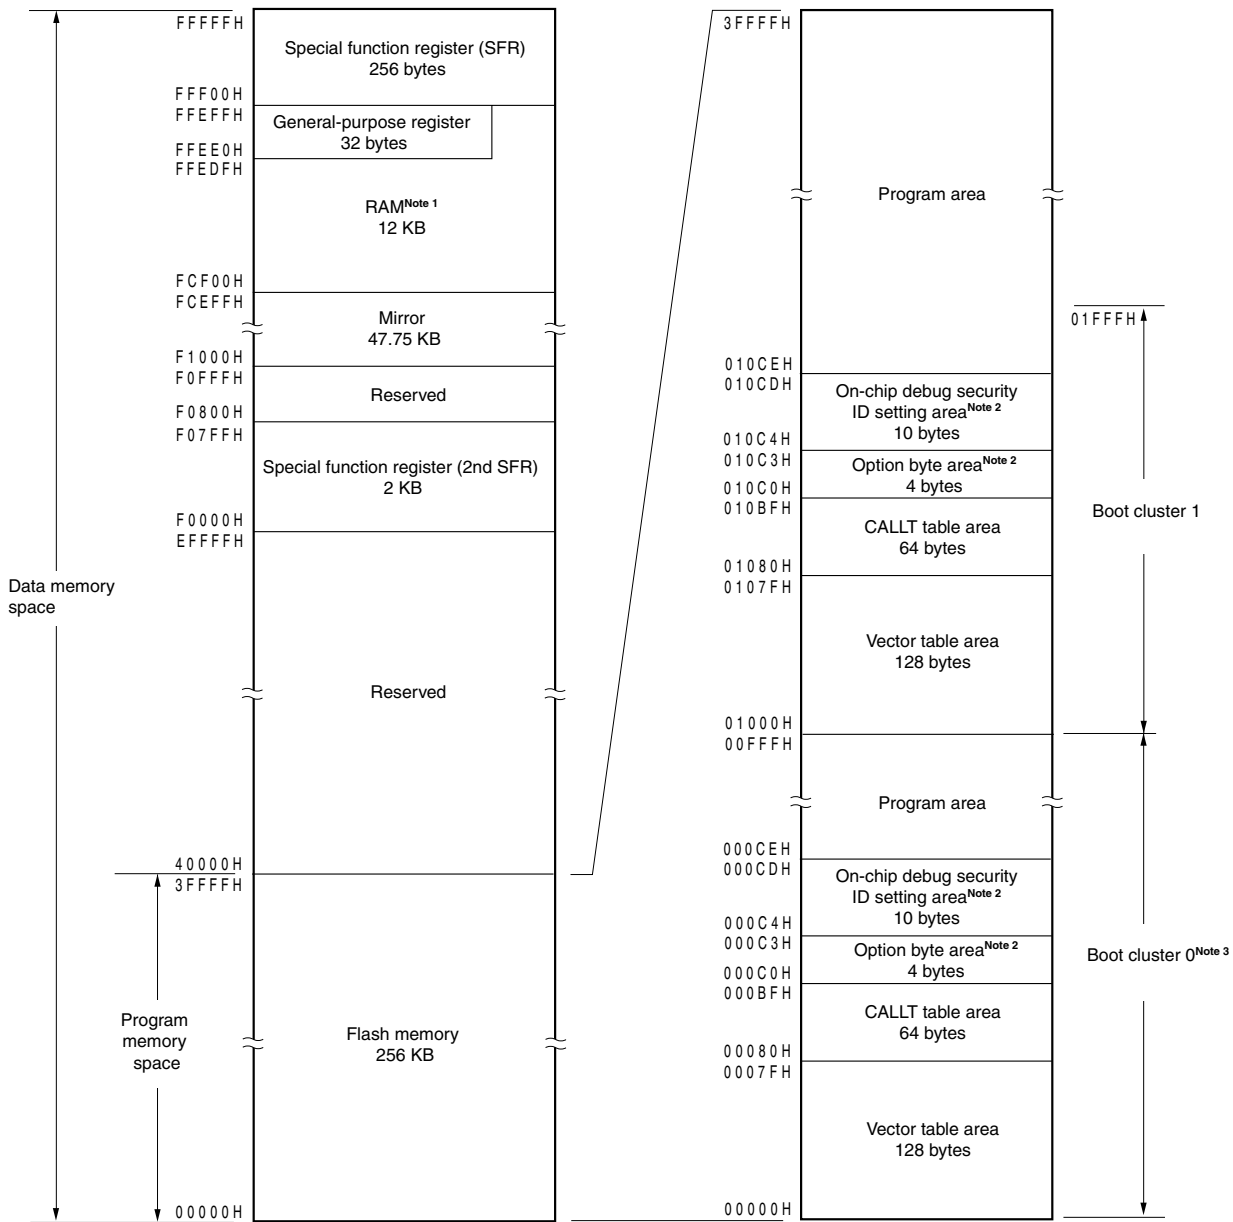 FFFFFH
Special function register (SFR)
256 bytes
FFF00H
FFEFFH
General-purpose register
32 bytes
FFEE0H
FFEDFH
RAMNote 1
12 KB
FCF00H
FCEFFH
Mirror
47.75 KB
F1000H
F0FFFH
Reserved
F0800H
F07FFH
Special function register (2nd SFR)
2 KB
F0000H
EFFFFH
Data memory
space
Reserved
40000H
3FFFFH
Program
memory
space
Flash memory
256 KB
00000H
3FFFFH
Program area
01FFFH
010CEH
010CDH
On-chip debug security
ID setting areaNote 2
10 bytes
010C4H
010C3H
Option byte areaNote 2
4 bytes
010C0H
010BFH
Boot cluster 1
CALLT table area
64 bytes
01080H
0107FH
Vector table area
128 bytes
01000H
00FFFH
Program area
000CEH
000CDH
On-chip debug security
ID setting areaNote 2
10 bytes
000C4H
000C3H
Option byte areaNote 2
4 bytes
Boot cluster 0Note 3
000C0H
000BFH
CALLT table area
64 bytes
00080H
0007FH
Vector table area
128 bytes
00000H